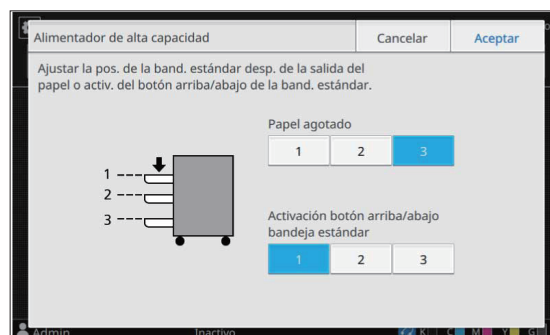 Alimentador de alta capacidad
Cancelar
Aceptar
Ajustar la pos. de la band. estándar desp. de la salida del
papel o activ. del botón arriba/abajo de la band. estándar.
Papel agotado
1 2 3
1
2
3
Activación botón arriba/abajo
bandeja estándar
1 2 3
Admin Inactivo K C M Y G